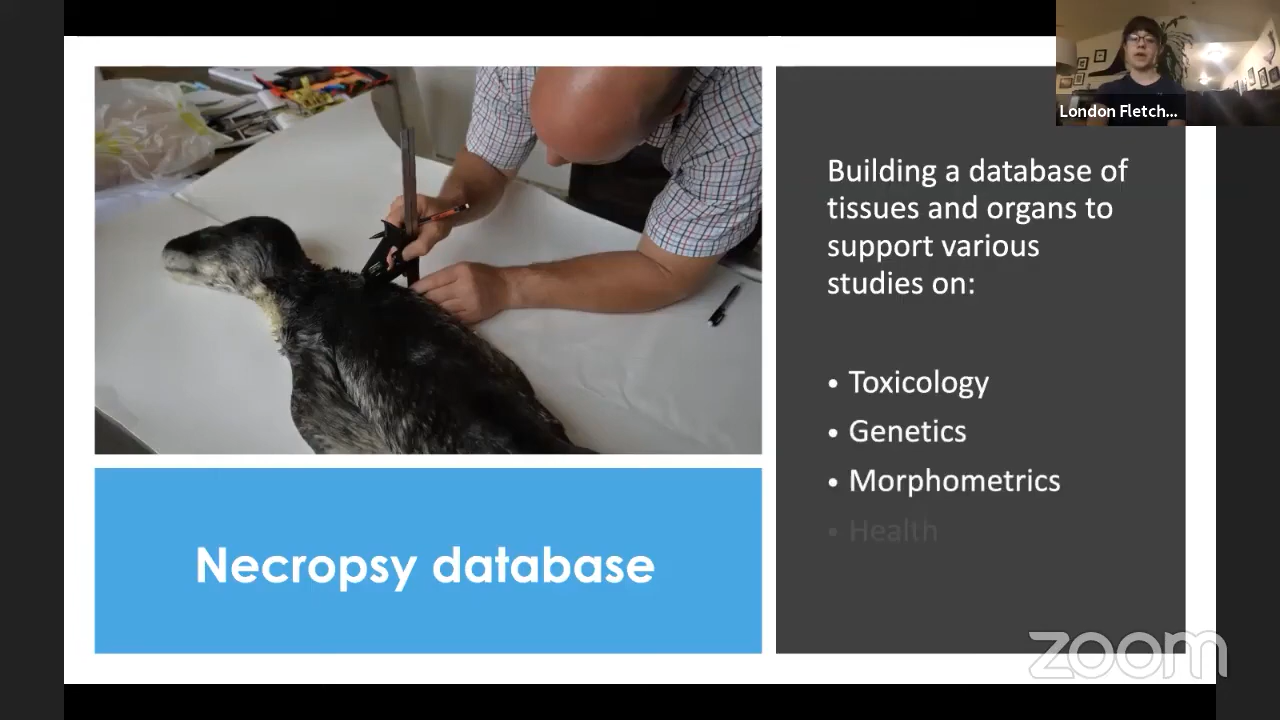 London Fletch...
Building a database of
tissues and organs to
support various
studies on:
• Toxicology
• Genetics
• Morphometrics
• Health
Necropsy database
zoom